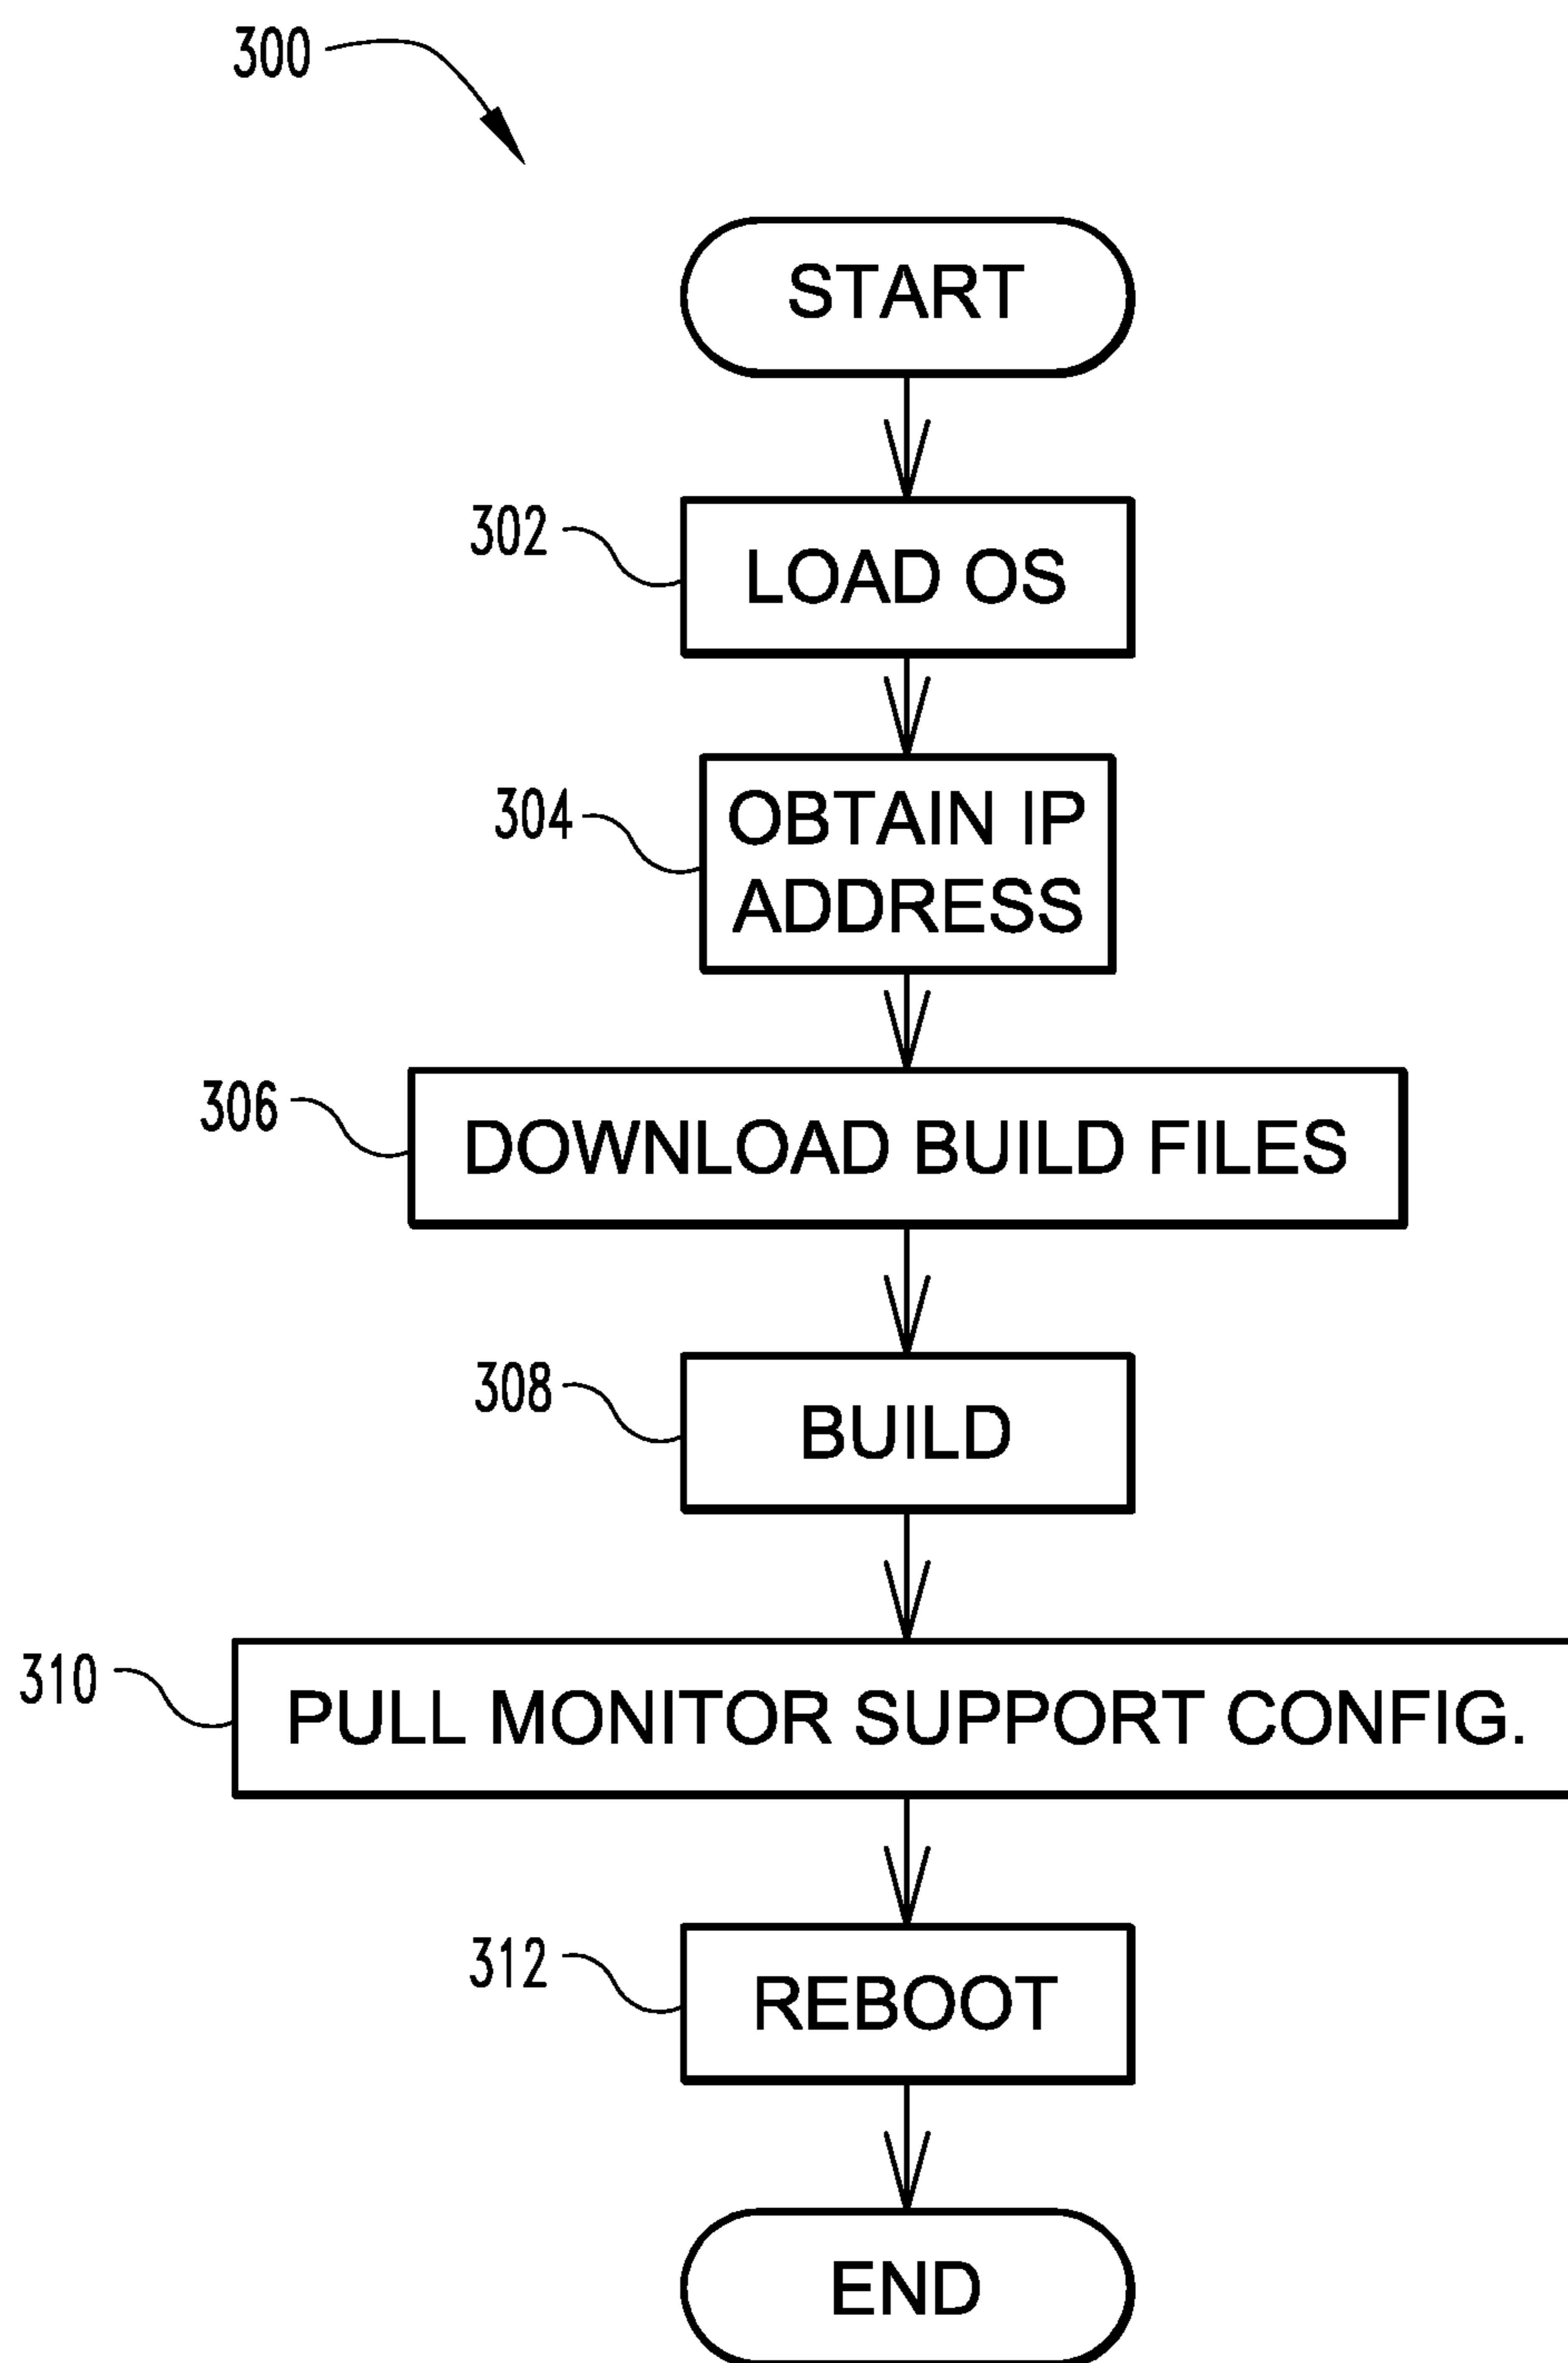 300
START
302
LOAD OS
304
OBTAIN IP
ADDRESS
306
DOWNLOAD BUILD FILES
308
BUILD
310
PULL MONITOR SUPPORT CONFIG.
312
REBOOT
END